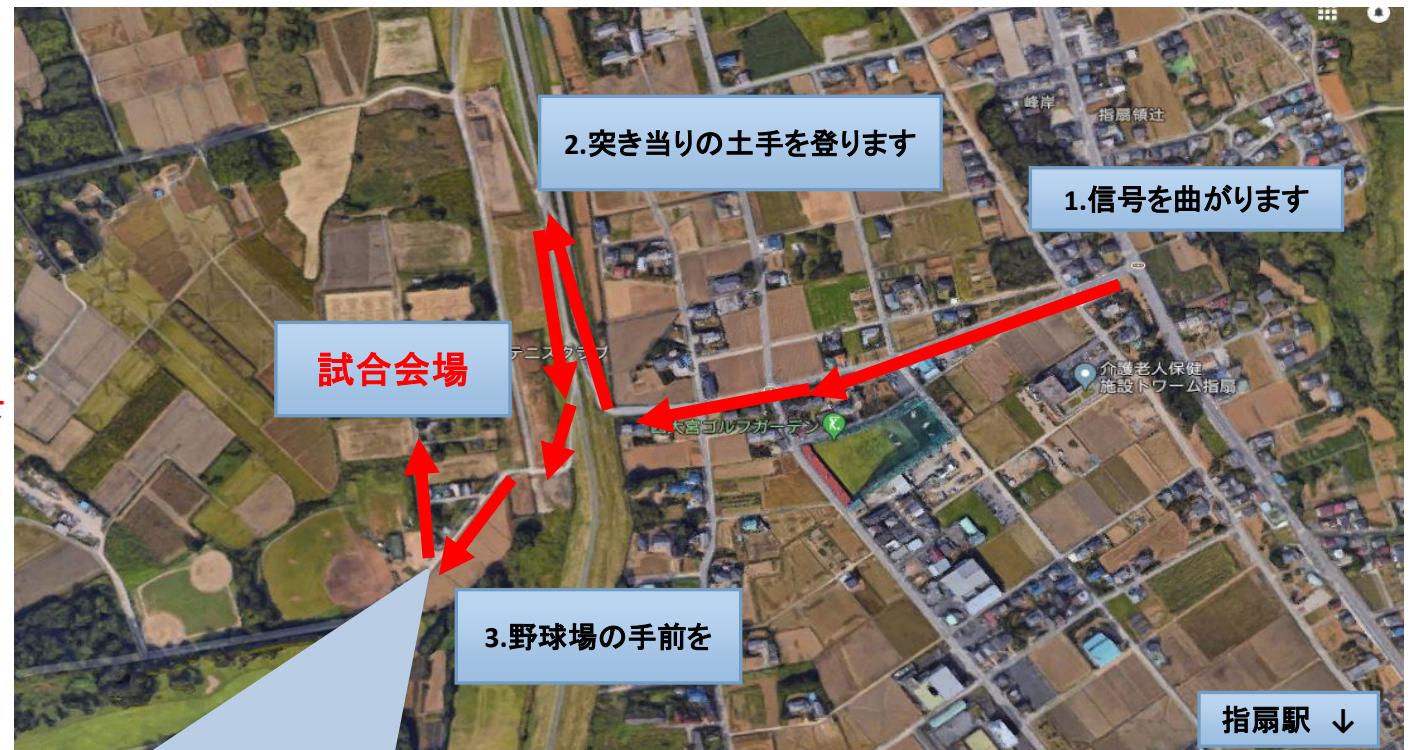 峰岸
指扇領辻
2.突き当りの土手を登ります
1.信号を曲がります
試合会場
テニスクラブ
介護老人保健
施設トワーム指扇
大宮ゴルフガーデン
3.野球場の手前を
指扇駅 ↓